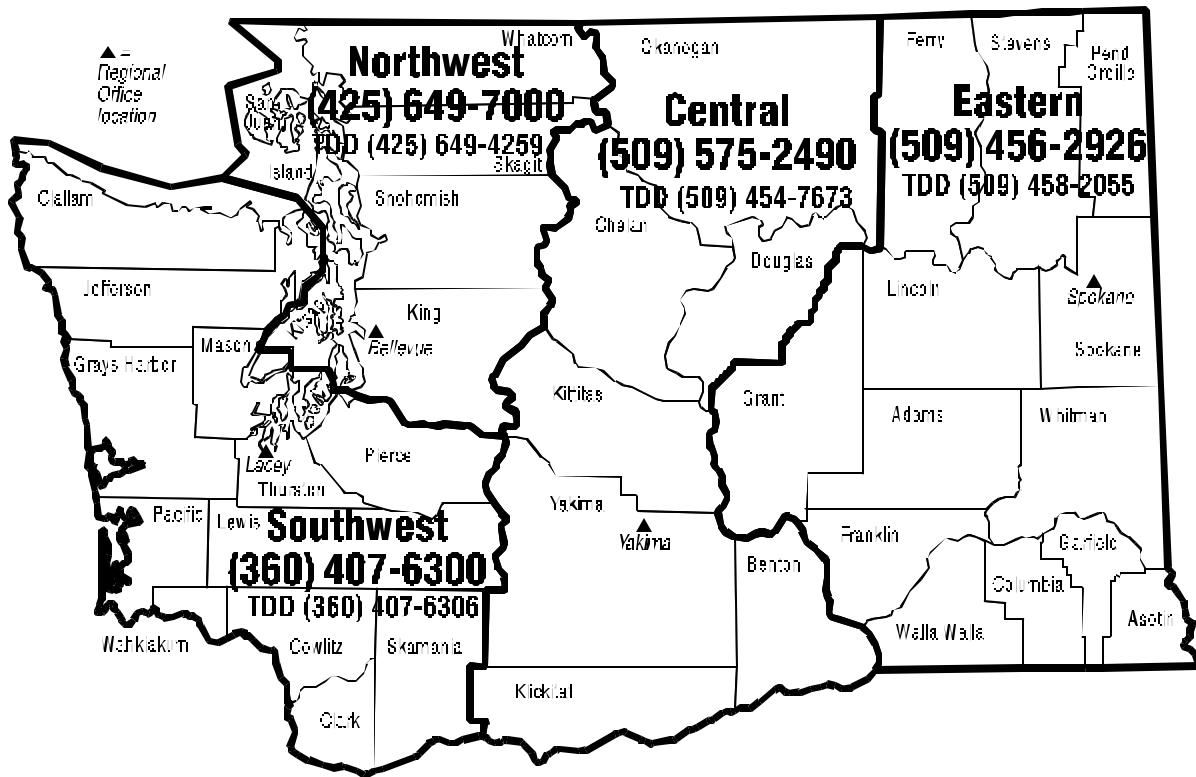 ▲ =
Regional
Office
location
Whatcom
Northwest
(425) 649-7000
TDD (425) 649-4259
San
Juan
Skagit
Island
Snohomish
King
Bellevue
Okanogan
Central
(509) 575-2490
TDD (509) 454-7673
Chelan
Douglas
Kittitas
Yakima
Yakima
Benton
Klickitat
Ferry
Stevens
Pend
Oreille
Eastern
(509) 456-2926
TDD (509) 458-2055
Lincoln
Spokane
Spokane
Grant
Adams
Whitman
Franklin
Garfield
Columbia
Walla Walla
Asotin
Clallam
Jefferson
Grays Harbor
Mason
Kitsap
Lacey
Thurston
Pierce
Pacific
Lewis
Southwest
(360) 407-6300
TDD (360) 407-6306
Wahkiakum
Cowlitz
Skamania
Clark